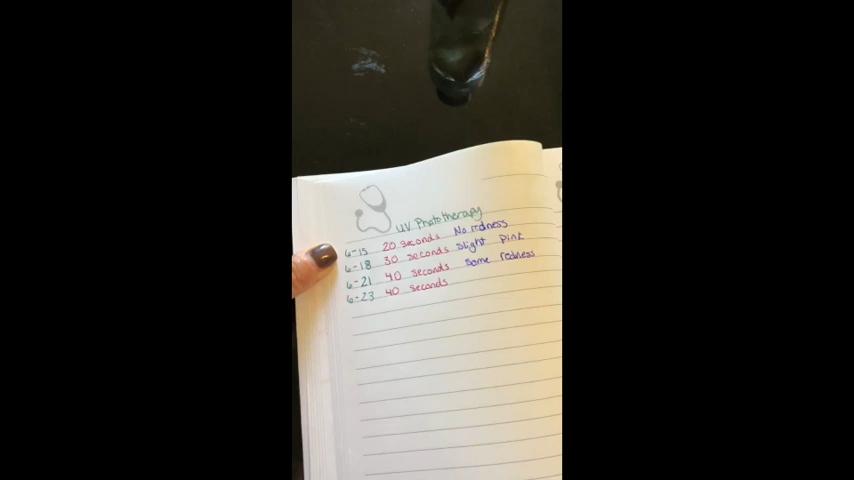 UV Phototherapy
6-15 20 seconds No redness
6-18 30 seconds slight pink
6-21 40 seconds some redness
6-23 40 seconds